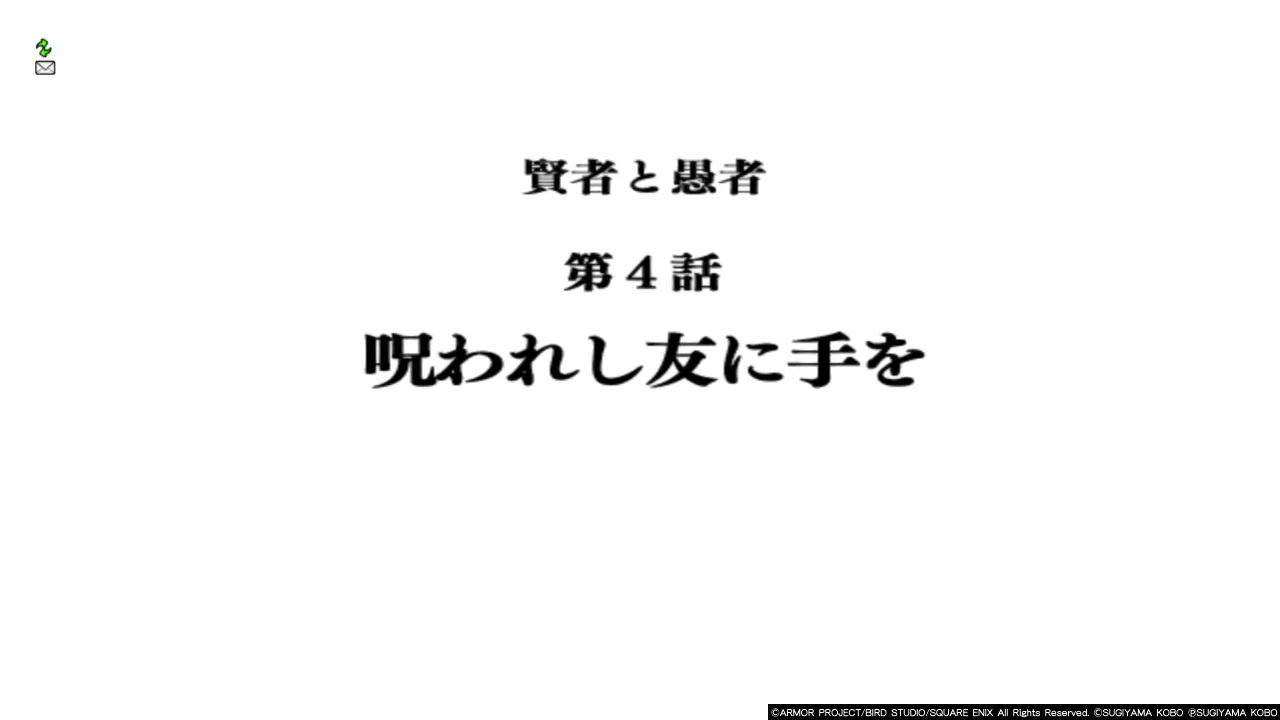 賢者と愚者
第4話
呪われし友に手を
©ARMOR PROJECT/BIRD STUDIO/SQUARE ENIX All Rights Reserved. ©SUGIYAMA KOBO ℗SUGIYAMA KOBO